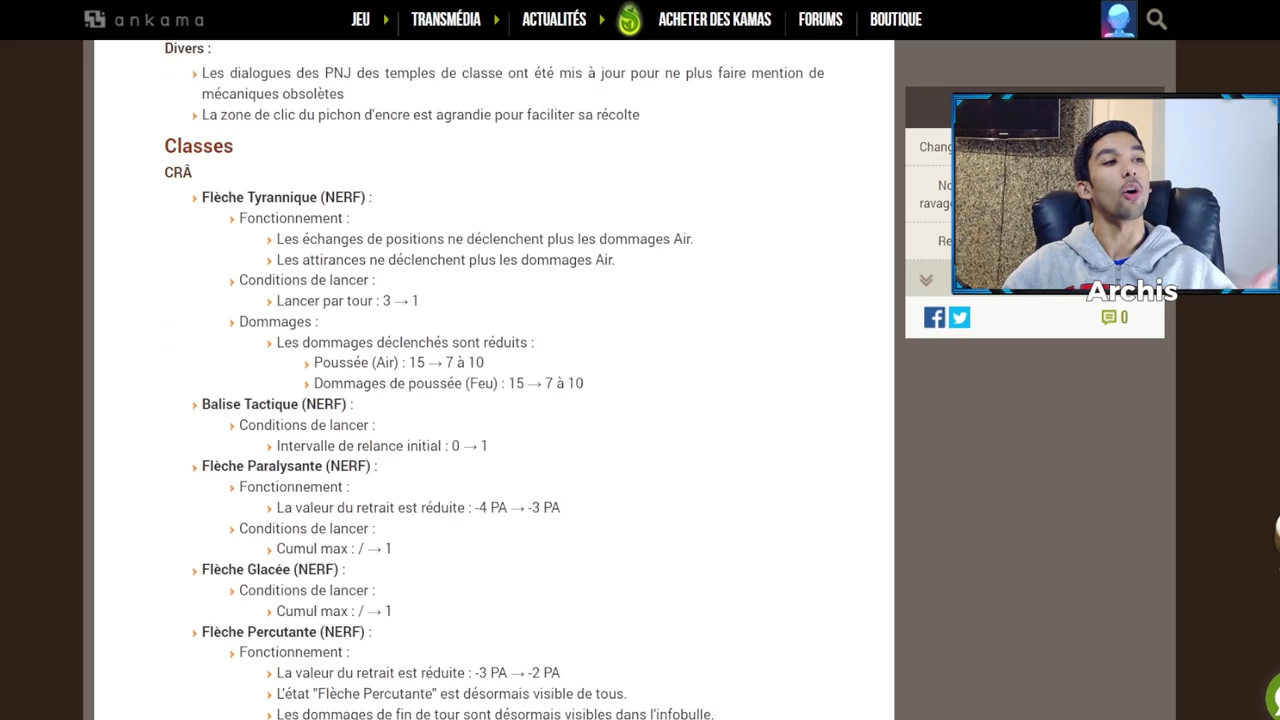 ankama
JEU
TRANSMÉDIA
ACTUALITÉS
ACHETER DES KAMAS
FORUMS
BOUTIQUE
Divers :
Les dialogues des PNJ des temples de classe ont été mis à jour pour ne plus faire mention de
mécaniques obsolètes
La zone de clic du pichon d'encre est agrandie pour faciliter sa récolte
Classes
CRÂ
Flèche Tyrannique (NERF) :
Fonctionnement :
Les échanges de positions ne déclenchent plus les dommages Air.
Les attirances ne déclenchent plus les dommages Air.
Conditions de lancer :
Lancer par tour : 3 → 1
Dommages :
Les dommages déclenchés sont réduits :
Poussée (Air) : 15 → 7 à 10
Dommages de poussée (Feu) : 15 → 7 à 10
Balise Tactique (NERF) :
Conditions de lancer :
Intervalle de relance initial : 0 → 1
Flèche Paralysante (NERF) :
Fonctionnement :
La valeur du retrait est réduite : -4 PA → -3 PA
Conditions de lancer :
Cumul max : / → 1
Flèche Glacée (NERF) :
Conditions de lancer :
Cumul max : / → 1
Flèche Percutante (NERF) :
Fonctionnement :
La valeur du retrait est réduite : -3 PA → -2 PA
L'état "Flèche Percutante" est désormais visible de tous.
Les dommages de fin de tour sont désormais visibles dans l'infobulle.
Chang
No
ravag
Re
Archis
0